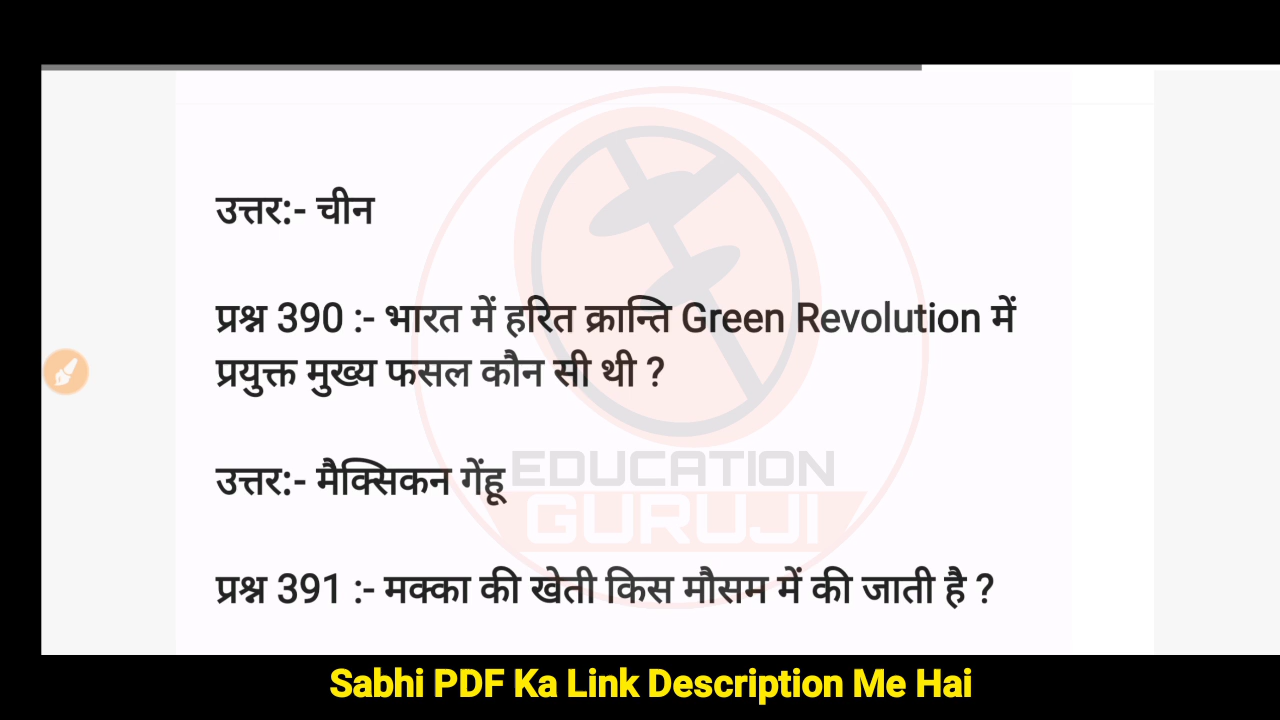 उत्तर:- चीन
प्रश्न 390 :- भारत में हरित क्रान्ति Green Revolution में
प्रयुक्त मुख्य फसल कौन सी थी ?
उत्तर:- मैक्सिकन गेंहू
EDUCATION
GURUJI
प्रश्न 391 :- मक्का की खेती किस मौसम में की जाती है ?
Sabhi PDF Ka Link Description Me Hai